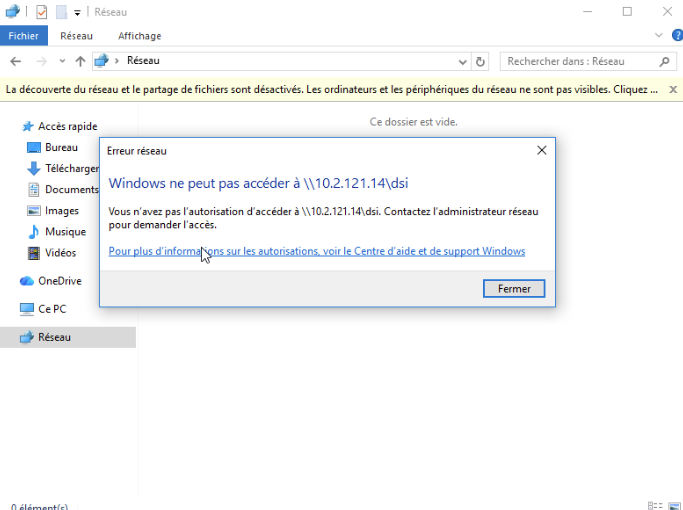 Réseau
Fichier Réseau Affichage
Réseau
Rechercher dans : Réseau
La découverte du réseau et le partage de fichiers sont désactivés. Les ordinateurs et les périphériques du réseau ne sont pas visibles. Cliquez ...
Ce dossier est vide.
Accès rapide
Bureau
Télécharger
Documents
Images
Musique
Vidéos
OneDrive
Ce PC
Réseau
Erreur réseau
Windows ne peut pas accéder à \\10.2.121.14\dsi
Vous n'avez pas l'autorisation d'accéder à \\10.2.121.14\dsi. Contactez l'administrateur réseau
pour demander l'accès.
Pour plus d'informations sur les autorisations, voir le Centre d'aide et de support Windows
Fermer
0 élément(s)